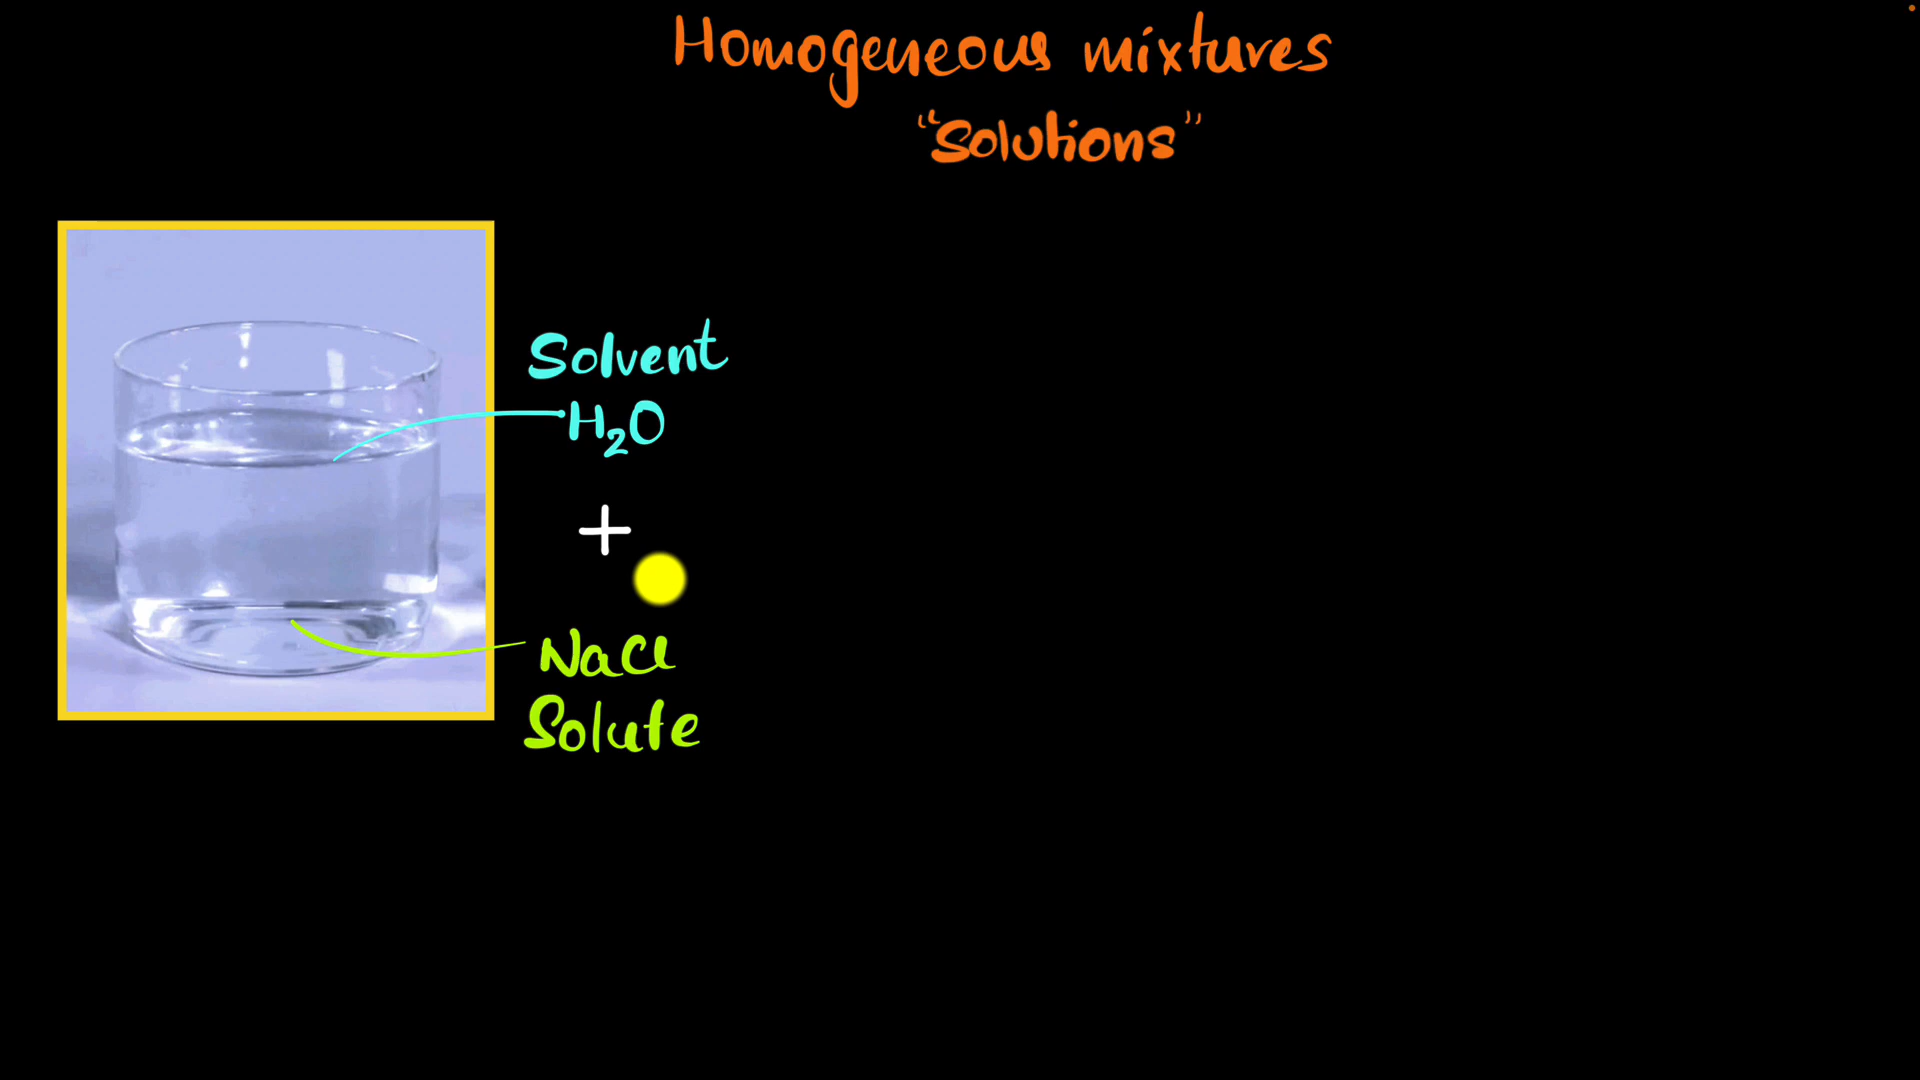 Homogeneous mixtures
“Solutions”
Solvent
H₂O
+
NaCl
Solute